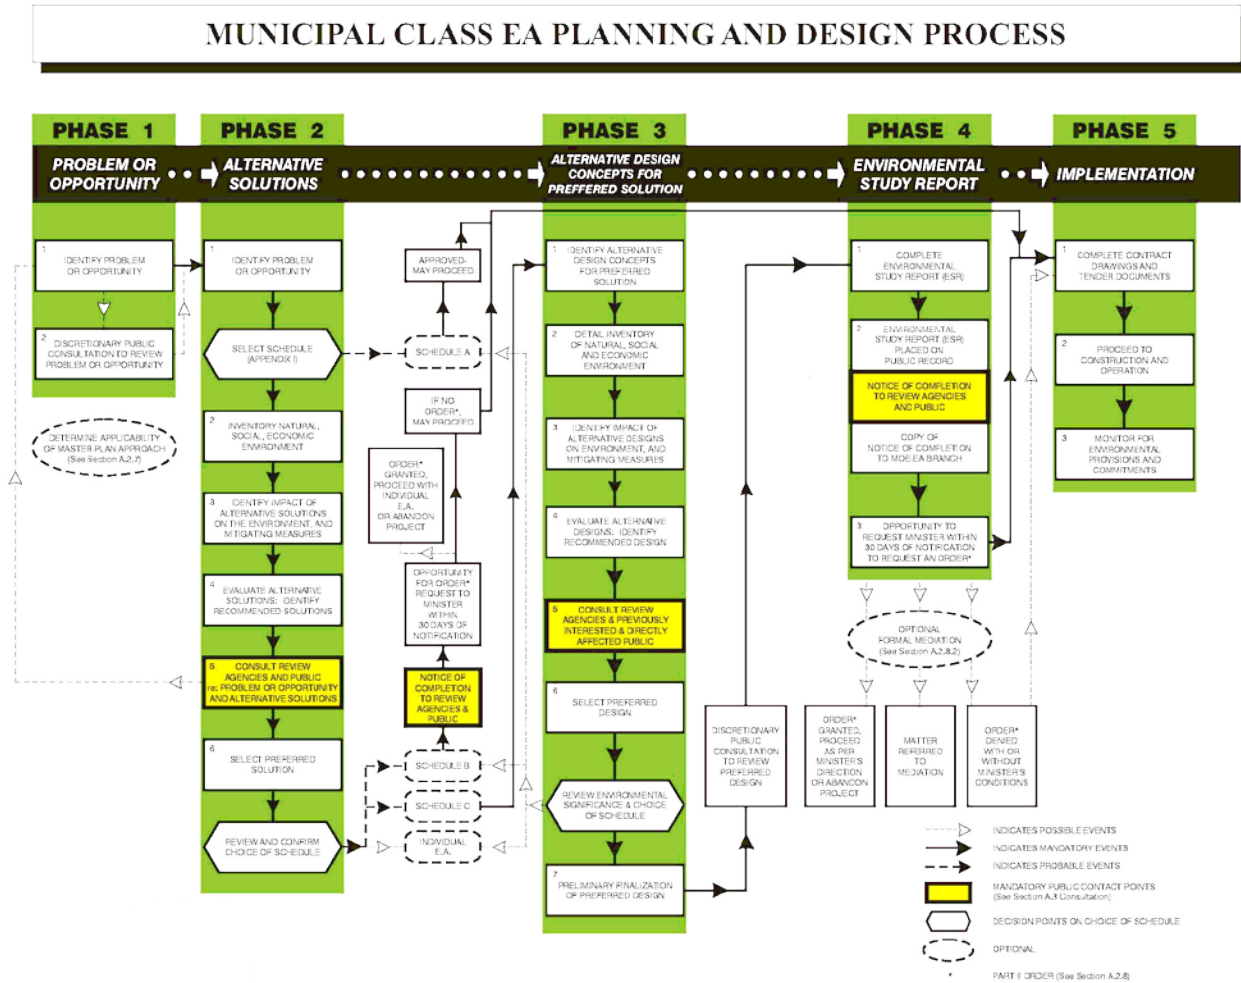 MUNICIPAL CLASS EA PLANNING AND DESIGN PROCESS
PHASE 1
PROBLEM OR
OPPORTUNITY
PHASE 2
ALTERNATIVE
SOLUTIONS
PHASE 3
ALTERNATIVE DESIGN
CONCEPTS FOR
PREFFERED SOLUTION
PHASE 4
ENVIRONMENTAL
STUDY REPORT
PHASE 5
IMPLEMENTATION
1
IDENTIFY PROBLEM
OR OPPORTUNITY
2
DISCRETIONARY PUBLIC
CONSULTATION TO REVIEW
PROBLEM OR OPPORTUNITY
DETERMINE APPLICABILITY
OF MASTER PLAN APPROACH
(See Section A.2.7)
1
IDENTIFY PROBLEM
OR OPPORTUNITY
SELECT SCHEDULE
(APPENDIX I)
2
INVENTORY NATURAL,
SOCIAL, ECONOMIC
ENVIRONMENT
3
IDENTIFY IMPACT OF
ALTERNATIVE SOLUTIONS
ON THE ENVIRONMENT, AND
MITIGATING MEASURES
4
EVALUATE ALTERNATIVE
SOLUTIONS: IDENTIFY
RECOMMENDED SOLUTIONS
5
CONSULT REVIEW
AGENCIES AND PUBLIC
re: PROBLEM OR OPPORTUNITY
AND ALTERNATIVE SOLUTIONS
6
SELECT PREFERRED
SOLUTION
REVIEW AND CONFIRM
CHOICE OF SCHEDULE
APPROVED-
MAY PROCEED
SCHEDULE A
IF NO
ORDER*,
MAY PROCEED
ORDER*
GRANTED,
PROCEED WITH
INDIVIDUAL
E.A.
OR ABANDON
PROJECT
OPPORTUNITY
FOR ORDER*
REQUEST TO
MINISTER
WITHIN
30 DAYS OF
NOTIFICATION
NOTICE OF
COMPLETION
TO REVIEW
AGENCIES &
PUBLIC
SCHEDULE B
SCHEDULE C
INDIVIDUAL
E.A.
1
IDENTIFY ALTERNATIVE
DESIGN CONCEPTS
FOR PREFERRED
SOLUTION
2
DETAIL INVENTORY
OF NATURAL, SOCIAL
AND ECONOMIC
ENVIRONMENT
3
IDENTIFY IMPACT OF
ALTERNATIVE DESIGNS
ON ENVIRONMENT, AND
MITIGATING MEASURES
4
EVALUATE ALTERNATIVE
DESIGNS: IDENTIFY
RECOMMENDED DESIGN
5
CONSULT REVIEW
AGENCIES & PREVIOUSLY
INTERESTED & DIRECTLY
AFFECTED PUBLIC
6
SELECT PREFERRED
DESIGN
REVIEW ENVIRONMENTAL
SIGNIFICANCE & CHOICE
OF SCHEDULE
7
PRELIMINARY FINALIZATION
OF PREFERRED DESIGN
DISCRETIONARY
PUBLIC
CONSULTATION
TO REVIEW
PREFERRED
DESIGN
1
COMPLETE
ENVIRONMENTAL
STUDY REPORT (ESR)
2
ENVIRONMENTAL
STUDY REPORT (ESR)
PLACED ON
PUBLIC RECORD
NOTICE OF COMPLETION
TO REVIEW AGENCIES
AND PUBLIC
COPY OF
NOTICE OF COMPLETION
TO MOE-EA BRANCH
3
OPPORTUNITY TO
REQUEST MINISTER WITHIN
30 DAYS OF NOTIFICATION
TO REQUEST AN ORDER*
OPTIONAL
FORMAL MEDIATION
(See Section A.2.8.2)
ORDER*
GRANTED,
PROCEED
AS PER
MINISTER'S
DIRECTION
OR ABANDON
PROJECT
MATTER
REFERRED
TO
MEDIATION
ORDER*
DENIED
WITH OR
WITHOUT
MINISTER'S
CONDITIONS
1
COMPLETE CONTRACT
DRAWINGS AND
TENDER DOCUMENTS
2
PROCEED TO
CONSTRUCTION AND
OPERATION
3
MONITOR FOR
ENVIRONMENTAL
PROVISIONS AND
COMMITMENTS
INDICATES POSSIBLE EVENTS
INDICATES MANDATORY EVENTS
INDICATES PROBABLE EVENTS
MANDATORY PUBLIC CONTACT POINTS
(See Section A.3 Consultation)
DECISION POINTS ON CHOICE OF SCHEDULE
OPTIONAL
* PART II ORDER (See Section A.2.8)